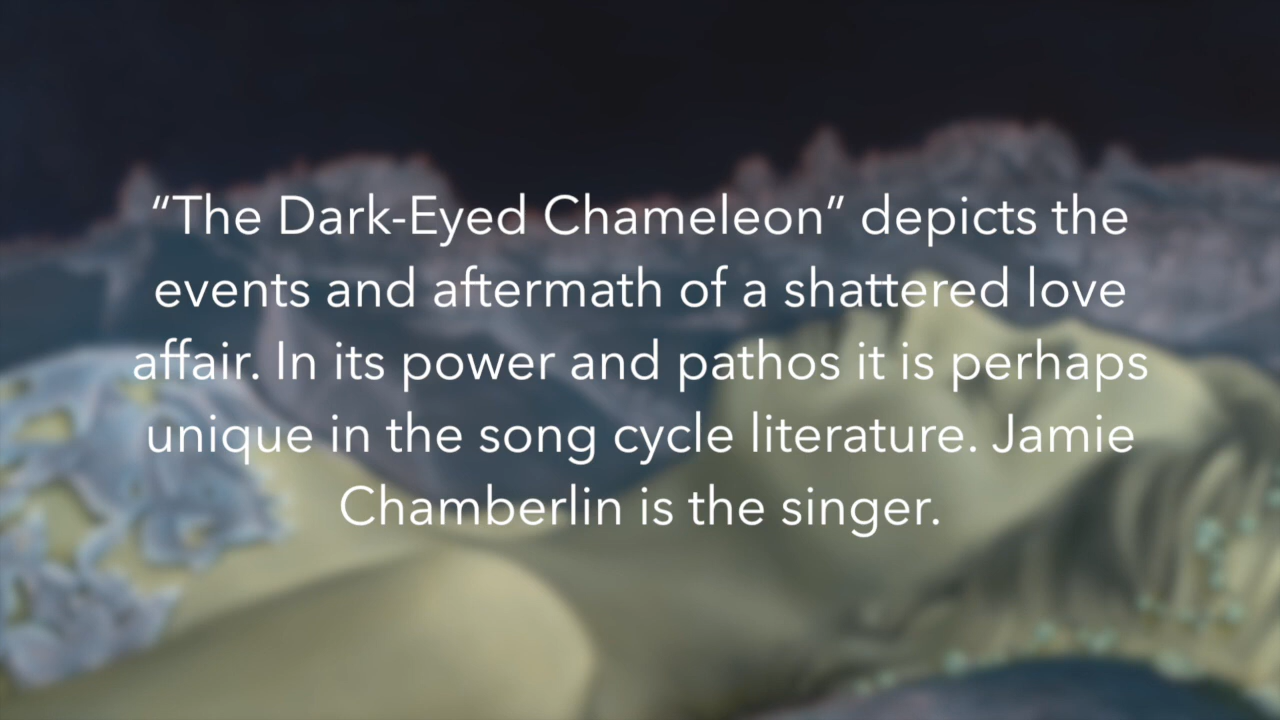 “The Dark-Eyed Chameleon” depicts the
events and aftermath of a shattered love
affair. In its power and pathos it is perhaps
unique in the song cycle literature. Jamie
Chamberlin is the singer.